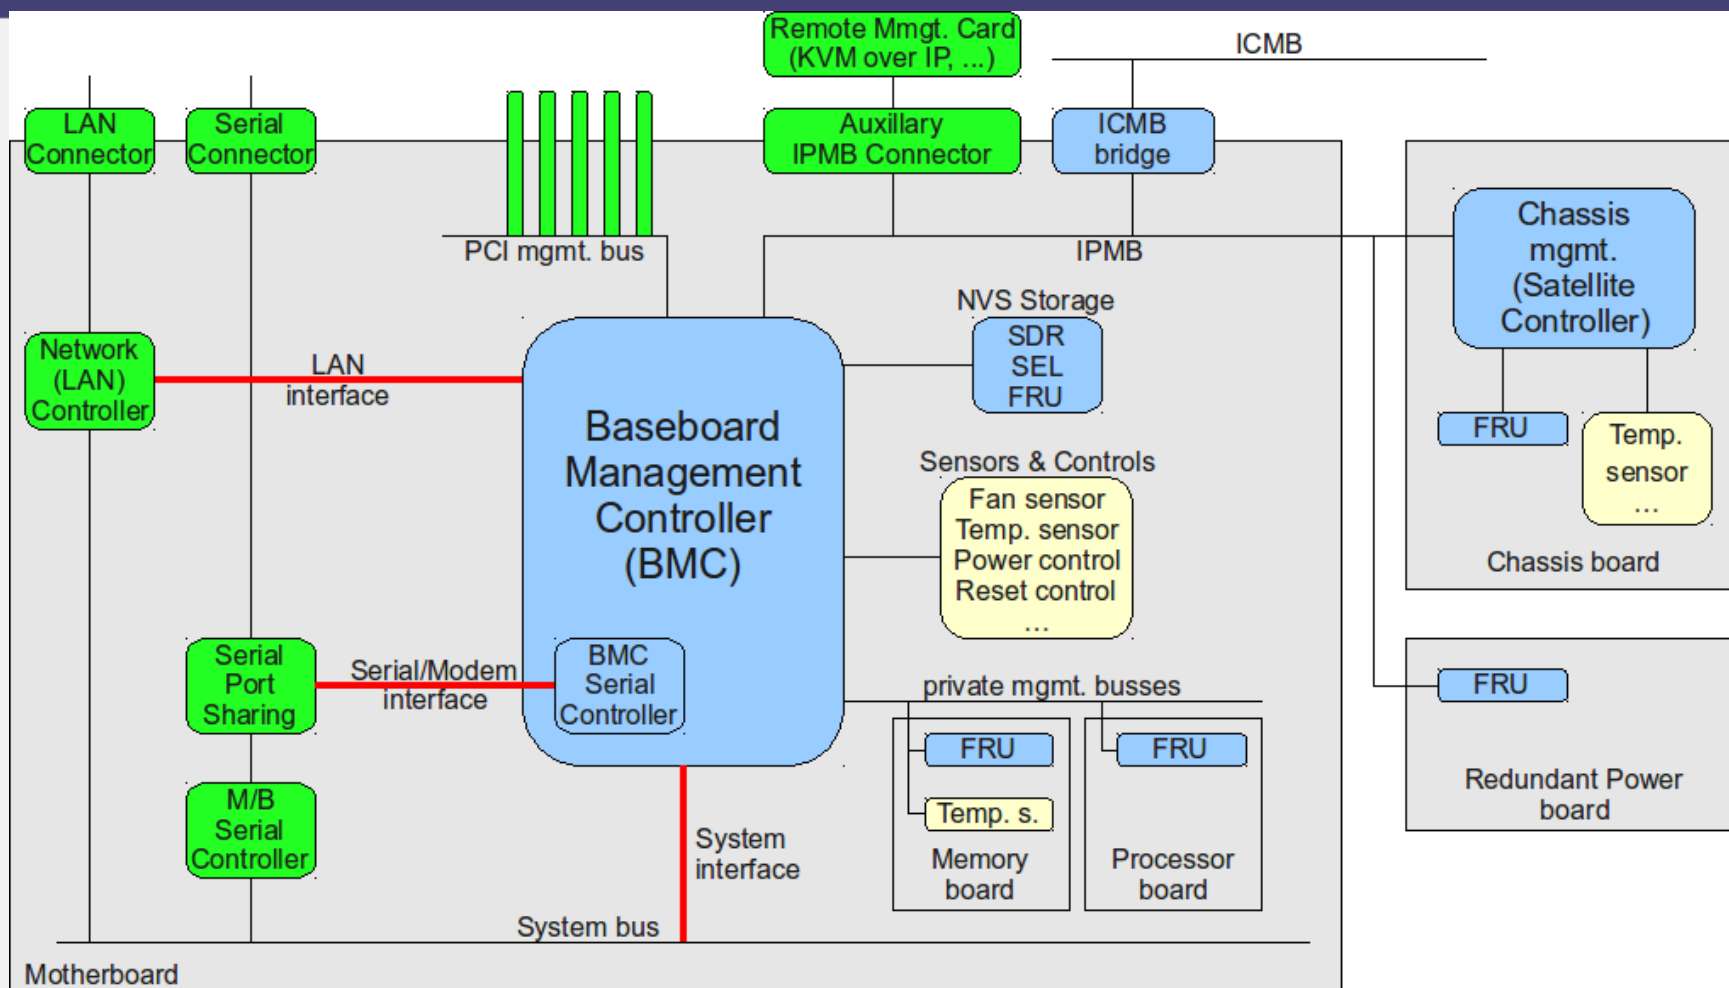 Remote Mmgt. Card
(KVM over IP, ...)
ICMB
LAN
Connector
Serial
Connector
Auxillary
IPMB Connector
ICMB
bridge
PCI mgmt. bus
IPMB
Chassis
mgmt.
(Satellite
Controller)
NVS Storage
SDR
SEL
FRU
Network
(LAN)
Controller
LAN
interface
Baseboard
Management
Controller
(BMC)
FRU
Temp.
sensor
...
Chassis board
Sensors & Controls
Fan sensor
Temp. sensor
Power control
Reset control
...
Serial
Port
Sharing
Serial/Modem
interface
BMC
Serial
Controller
private mgmt. busses
FRU
Temp. s.
Memory
board
FRU
Processor
board
FRU
Redundant Power
board
M/B
Serial
Controller
System
interface
System bus
Motherboard